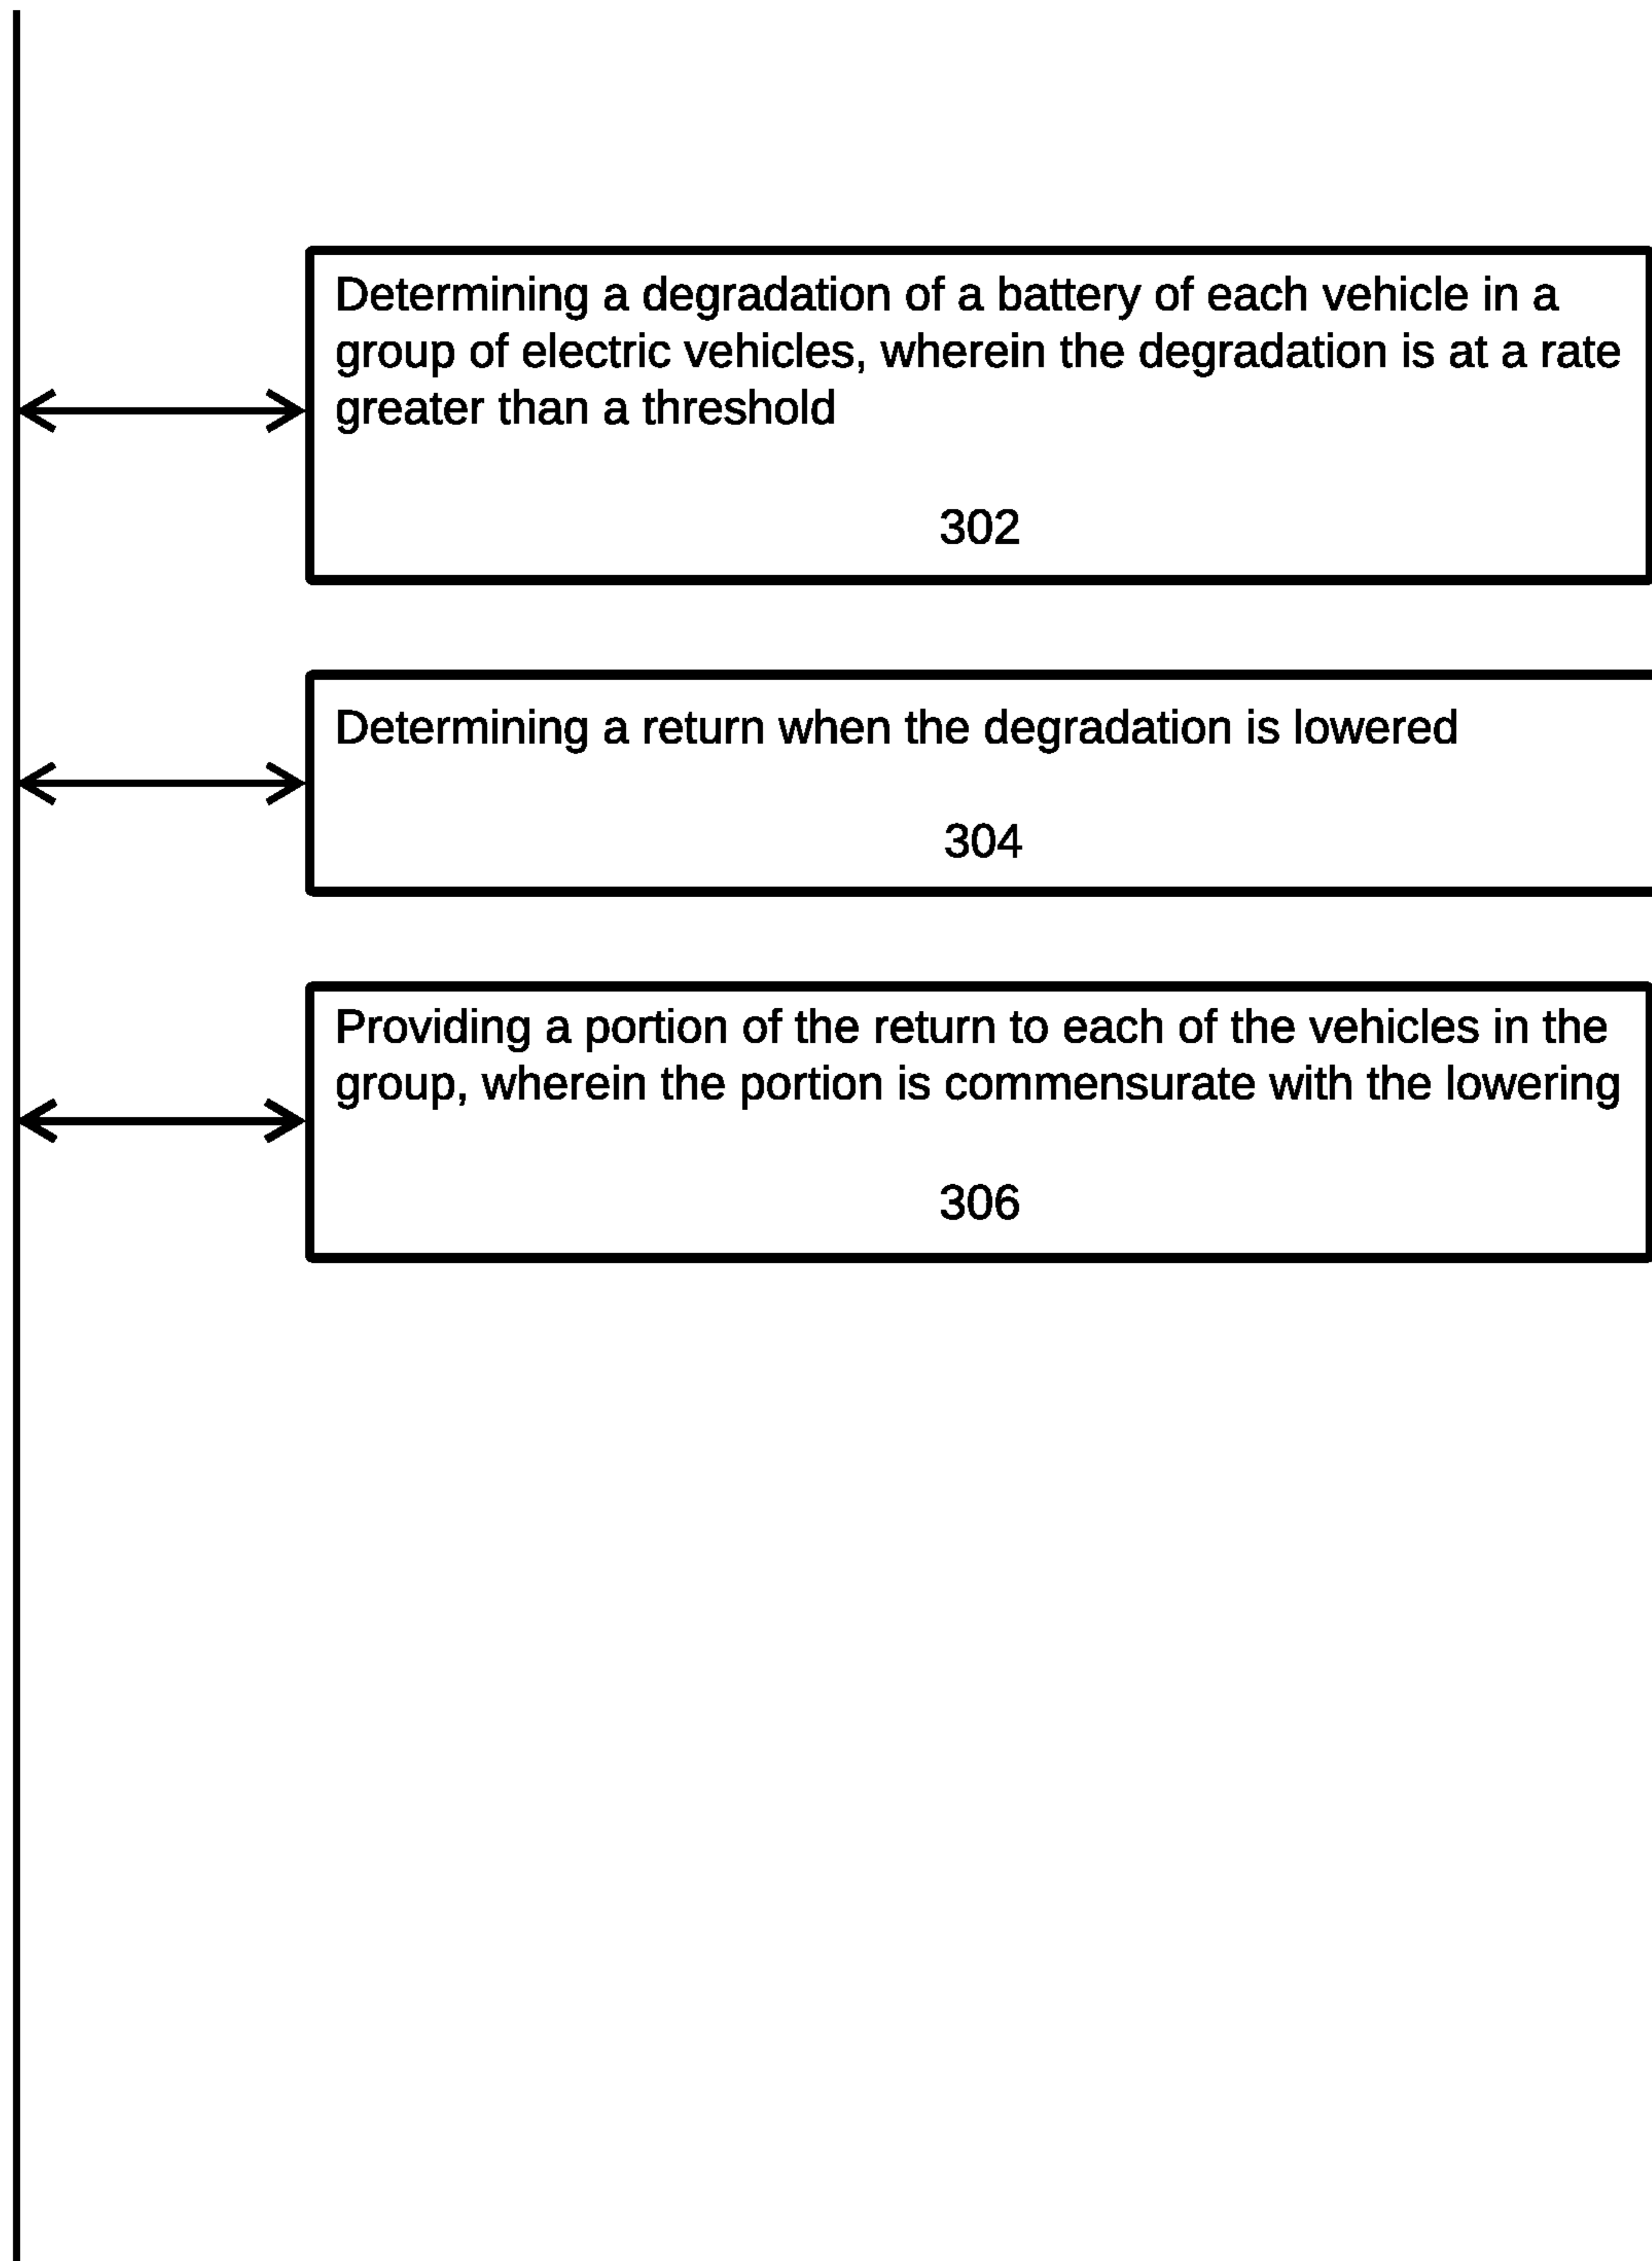 Determining a degradation of a battery of each vehicle in a
group of electric vehicles, wherein the degradation is at a rate
greater than a threshold
302
Determining a return when the degradation is lowered
304
Providing a portion of the return to each of the vehicles in the
group, wherein the portion is commensurate with the lowering
306